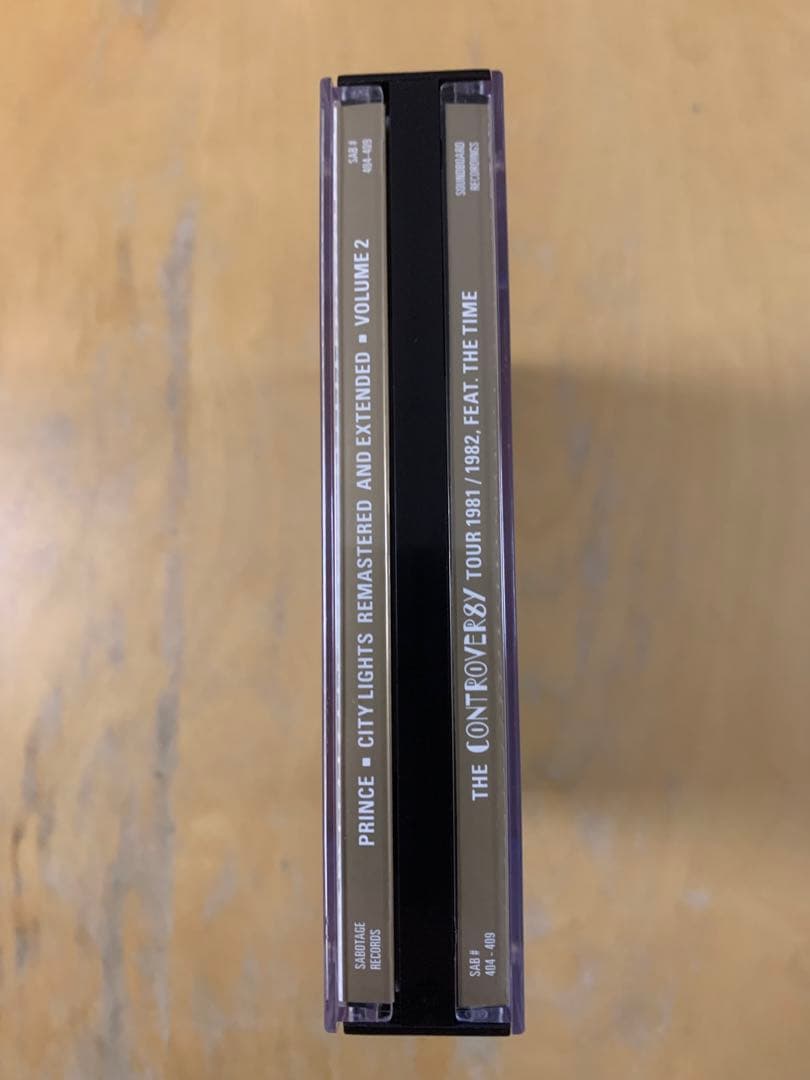 SABOTAGE
RECORDS
PRINCE ▪ CITY LIGHTS REMASTERED AND EXTENDED ▪ VOLUME 2
SAB #
404-409
SAB #
404 - 409
THE CONTROVERSY TOUR 1981 / 1982, FEAT. THE TIME
SOUNDBOARD
RECORDINGS